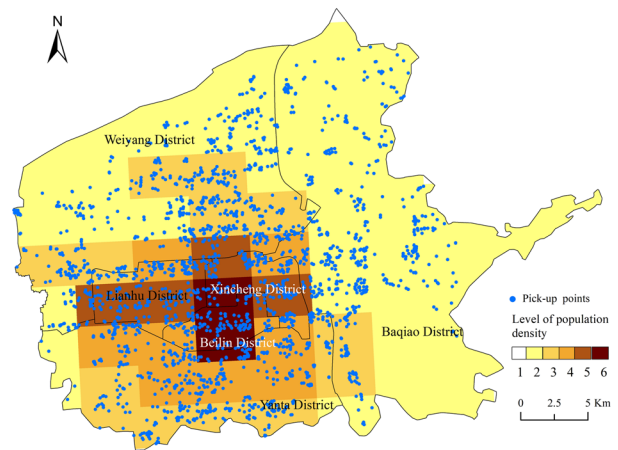 N
Weiyang District
Lianhu District
Xincheng District
Beilin District
Baqiao District
Yanta District
Pick-up points
Level of population
density
1 2 3 4 5 6
0 2.5 5 Km